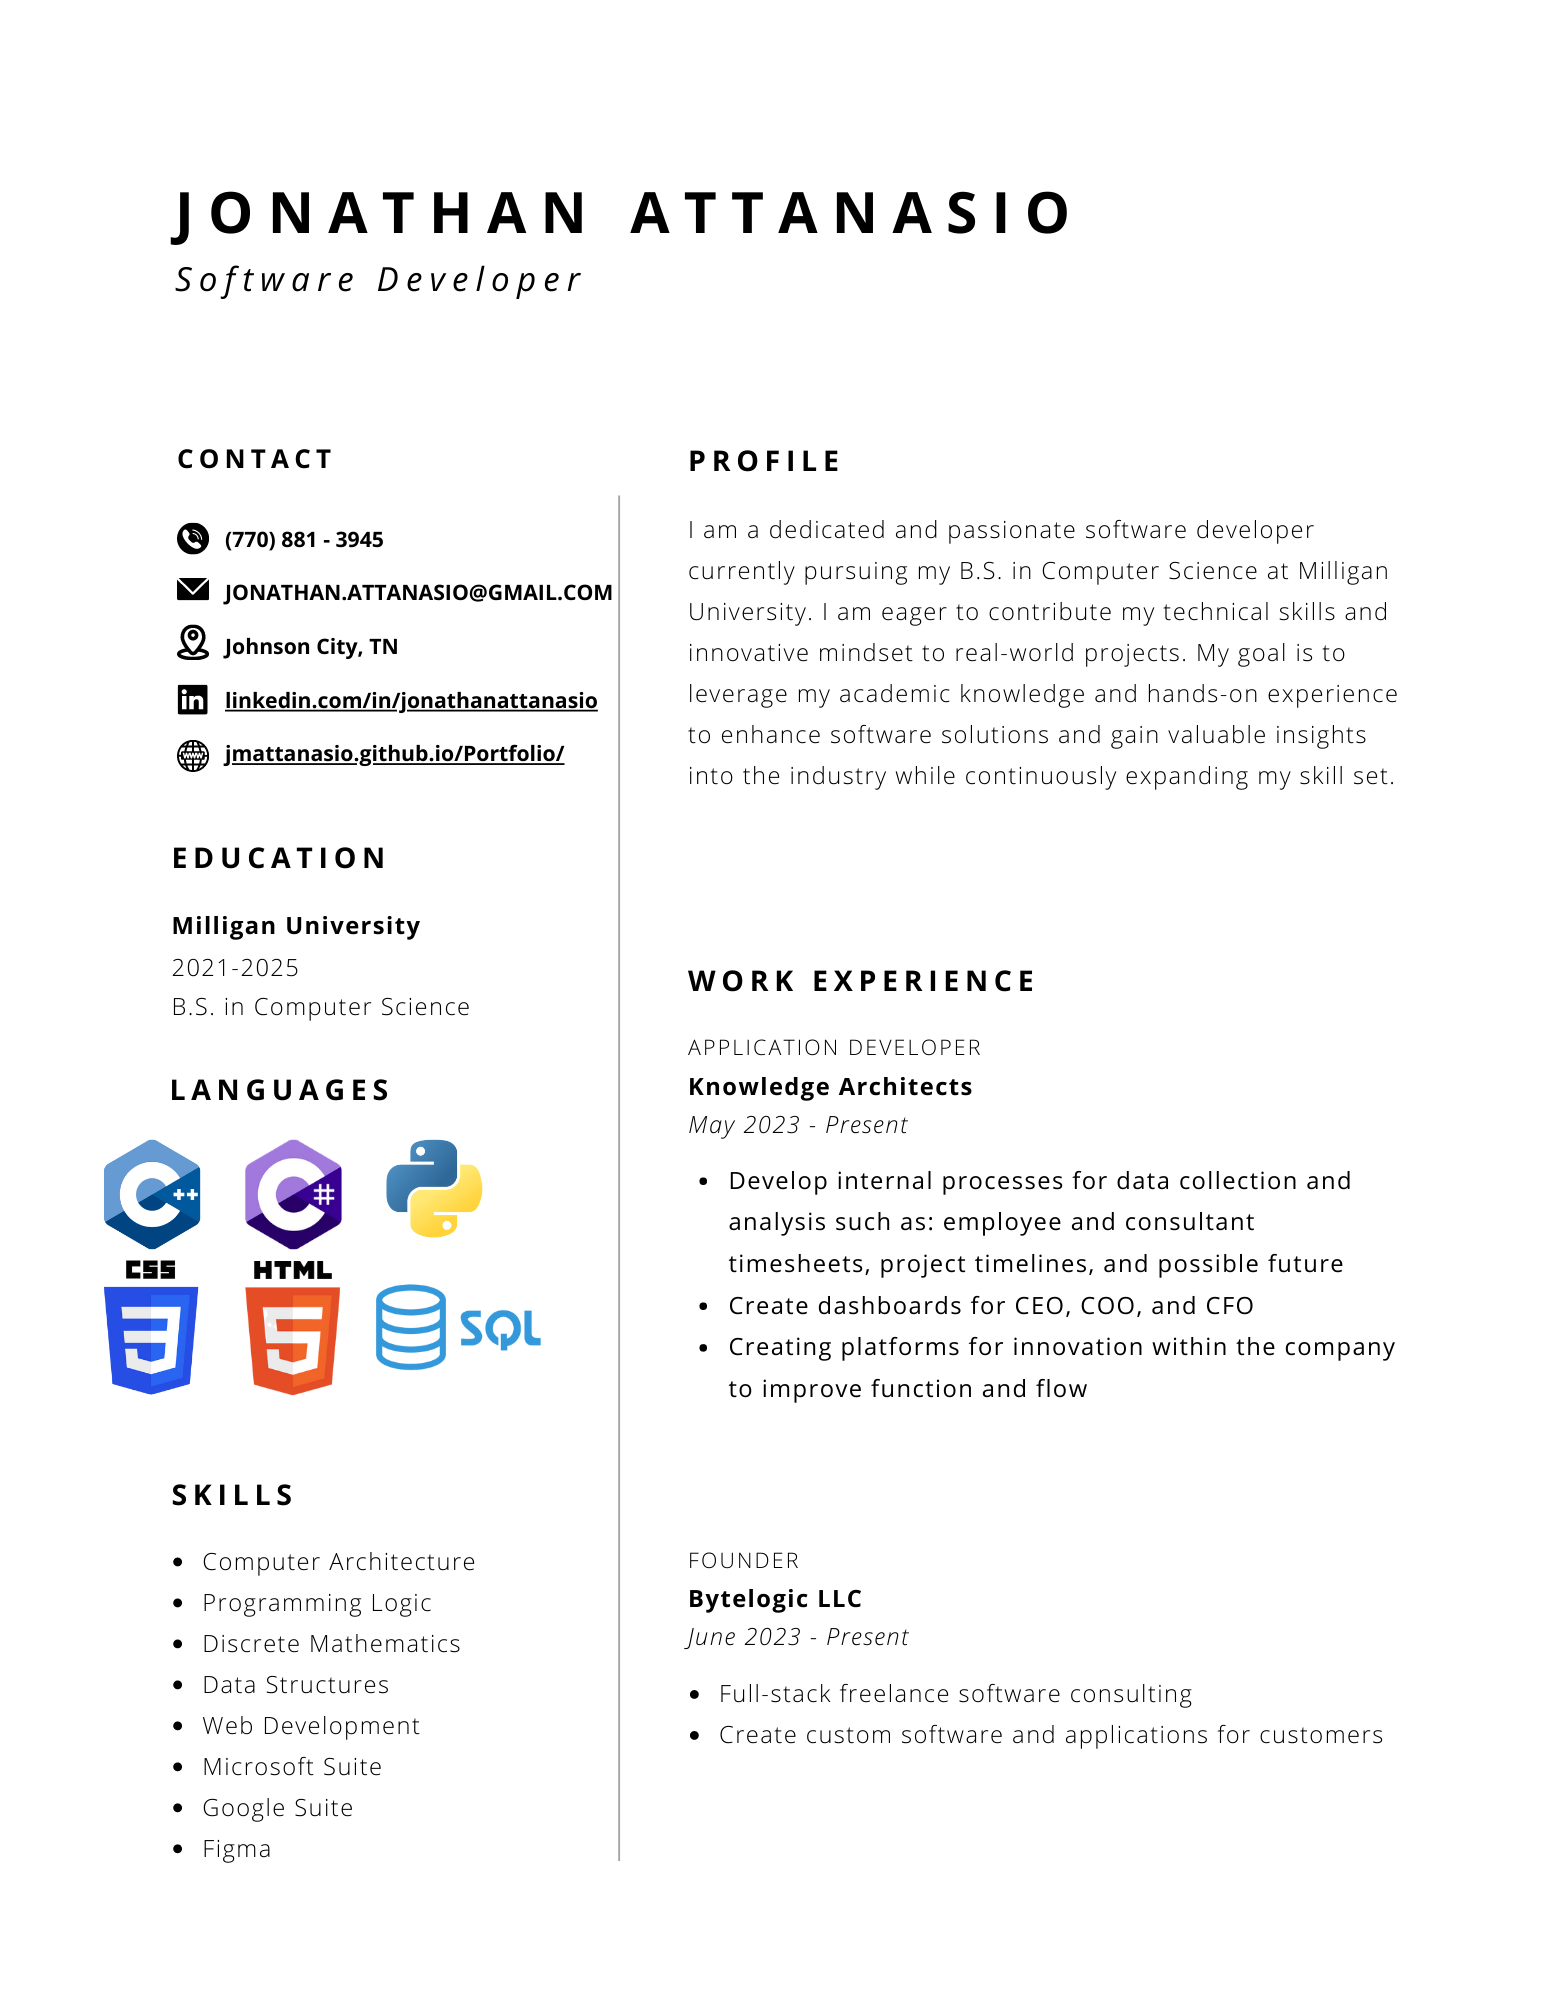 JONATHAN ATTANASIO
Software Developer
CONTACT
(770) 881 - 3945
JONATHAN.ATTANASIO@GMAIL.COM
Johnson City, TN
linkedin.com/in/jonathanattanasio
jmattanasio.github.io/Portfolio/
EDUCATION
Milligan University
2021-2025
B.S. in Computer Science
LANGUAGES
C++
C#
CSS
3
HTML
5
SQL
SKILLS
Computer Architecture
Programming Logic
Discrete Mathematics
Data Structures
Web Development
Microsoft Suite
Google Suite
Figma
PROFILE
I am a dedicated and passionate software developer
currently pursuing my B.S. in Computer Science at Milligan
University. I am eager to contribute my technical skills and
innovative mindset to real-world projects. My goal is to
leverage my academic knowledge and hands-on experience
to enhance software solutions and gain valuable insights
into the industry while continuously expanding my skill set.
WORK EXPERIENCE
APPLICATION DEVELOPER
Knowledge Architects
May 2023 - Present
Develop internal processes for data collection and
analysis such as: employee and consultant
timesheets, project timelines, and possible future
Create dashboards for CEO, COO, and CFO
Creating platforms for innovation within the company
to improve function and flow
FOUNDER
Bytelogic LLC
June 2023 - Present
Full-stack freelance software consulting
Create custom software and applications for customers